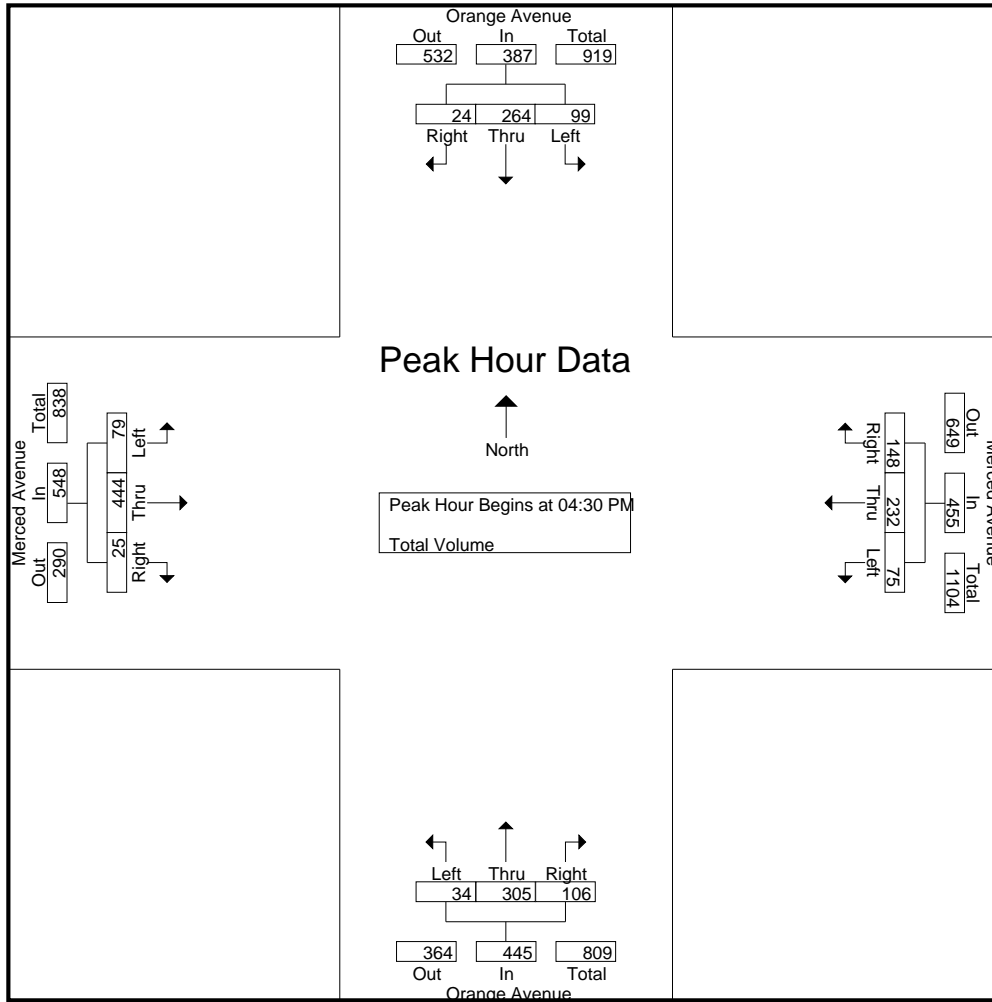 Orange Avenue
Out In Total
532 387 919
24 264 99
Right Thru Left
Peak Hour Data
North
Peak Hour Begins at 04:30 PM
Total Volume
Merced Avenue
Total In Out
838 548 290
79 444 25
Left Thru Right
Merced Avenue
Out In Total
649 455 1104
148 232 75
Right Thru Left
Left Thru Right
34 305 106
364 445 809
Out In Total
Orange Avenue